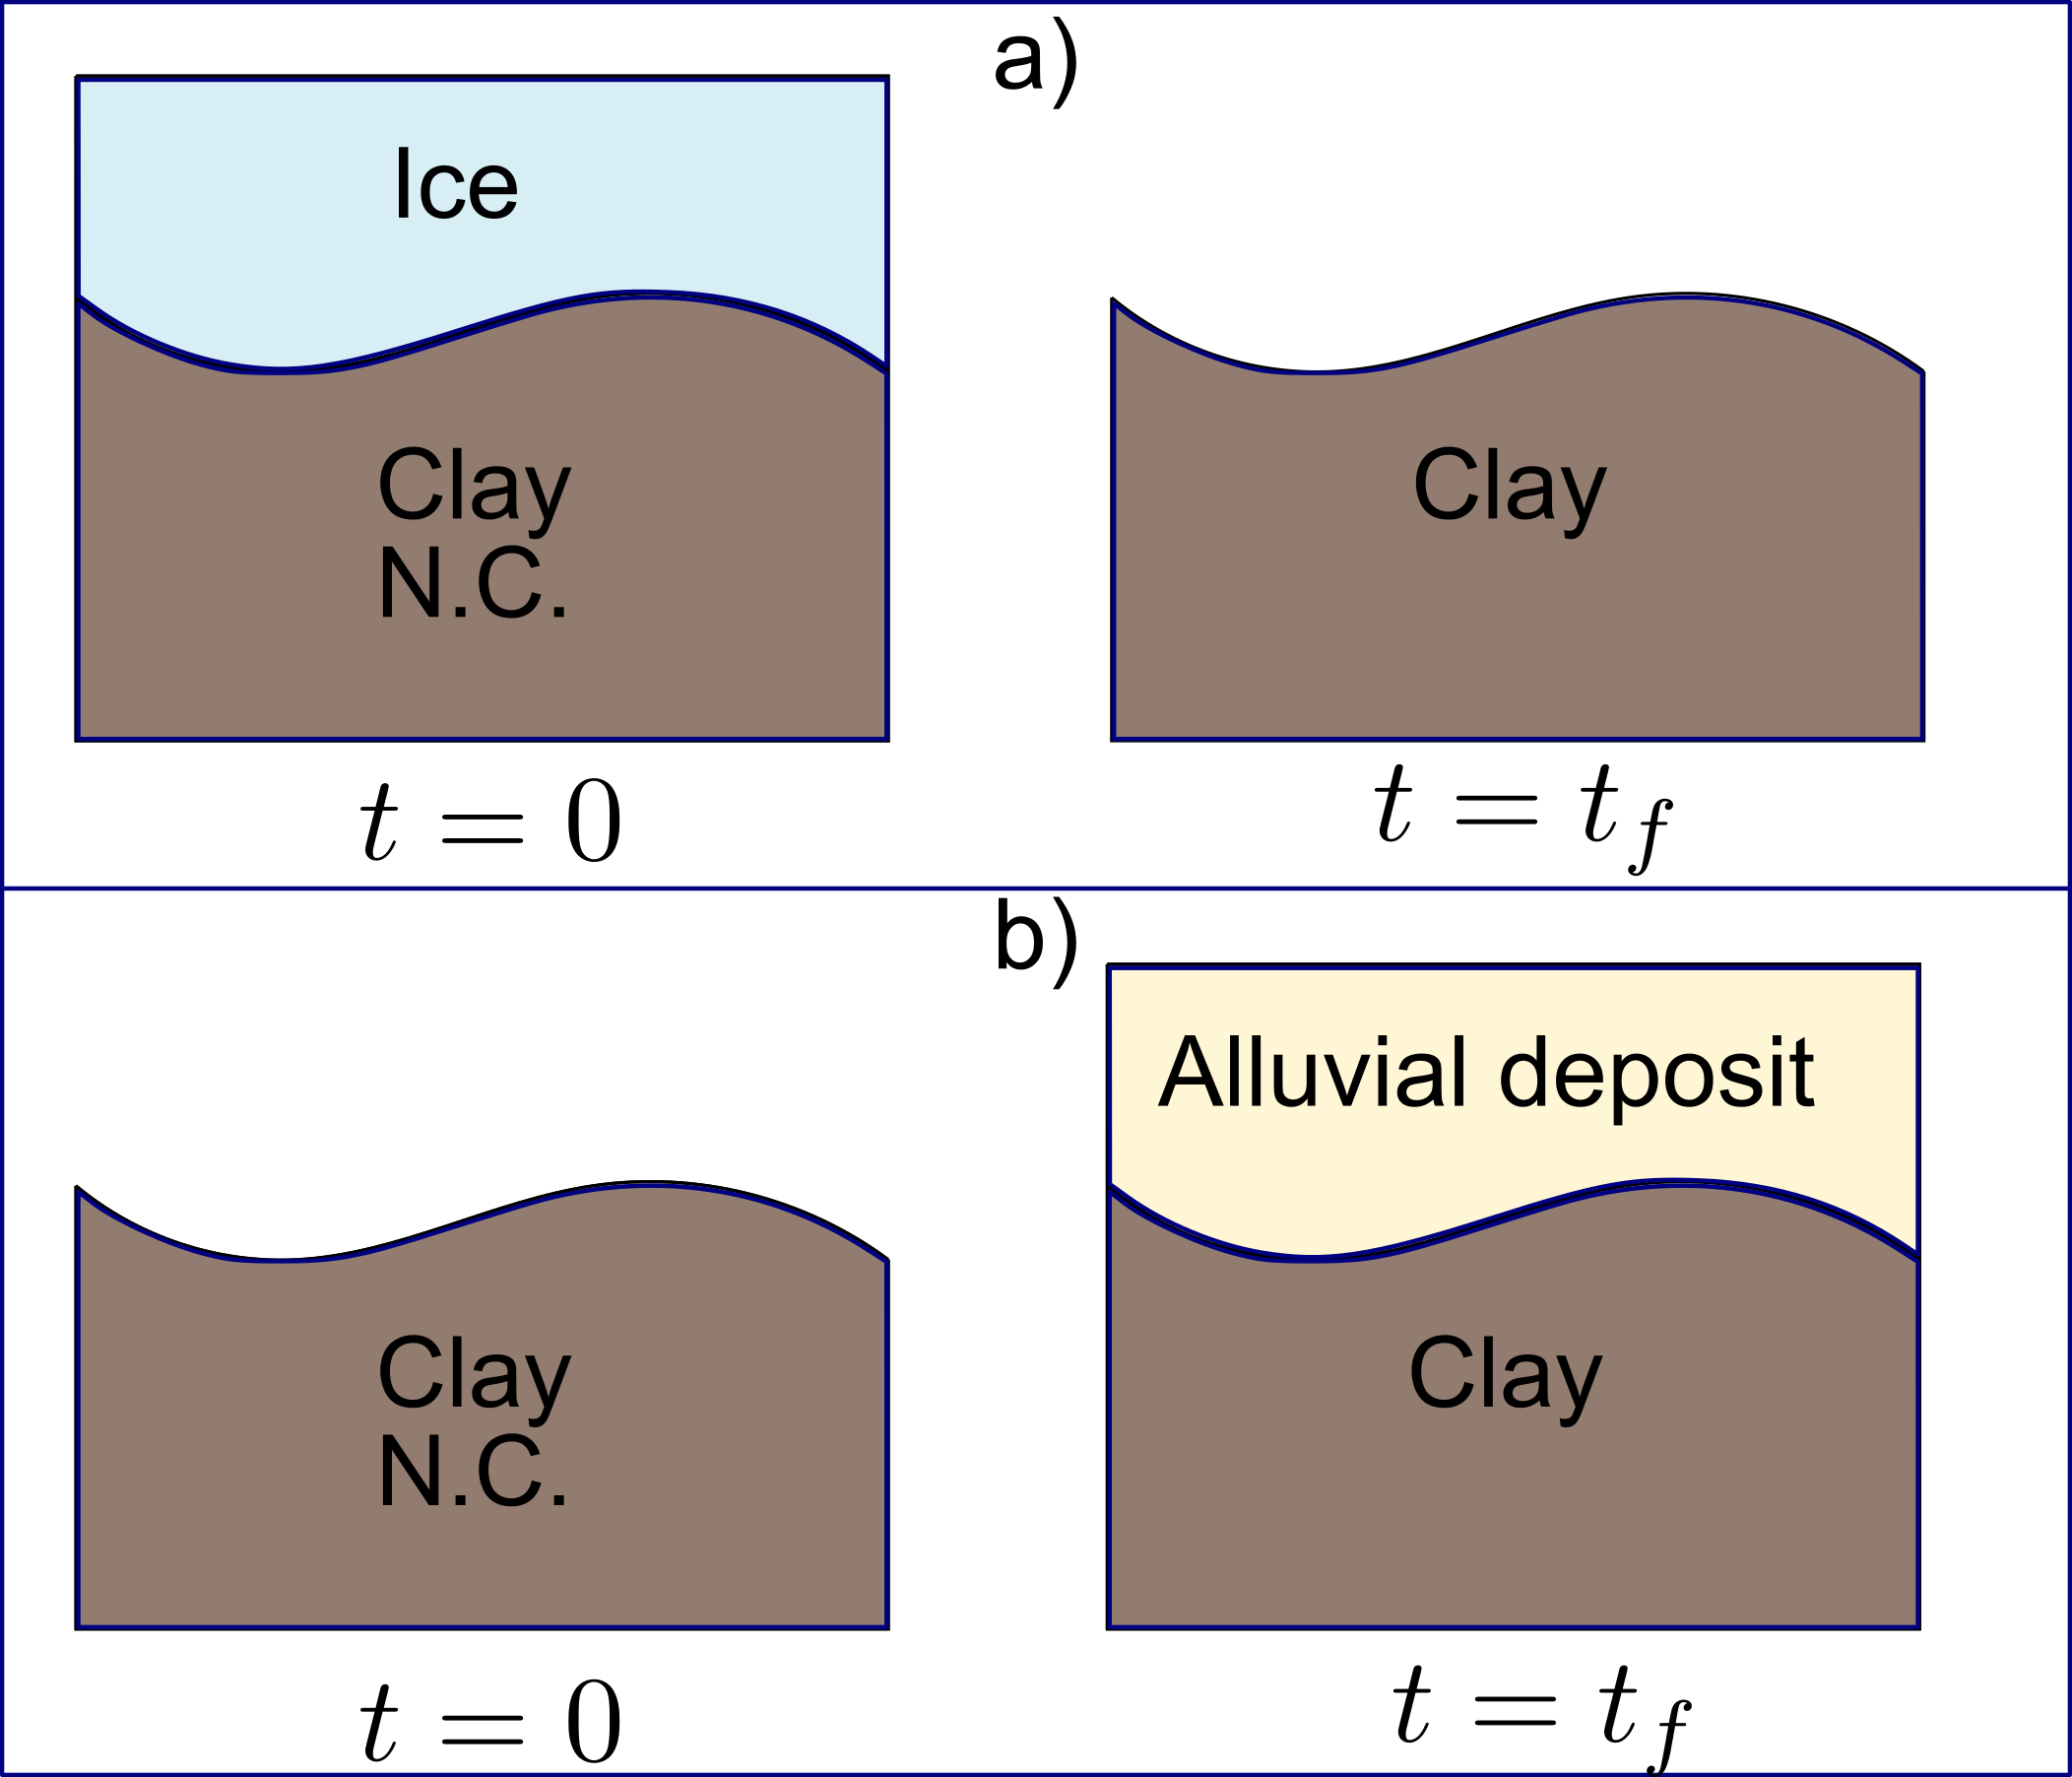 a)
Ice
Clay
N.C.
Clay
t = 0
t = t_f
b)
Alluvial deposit
Clay
N.C.
Clay
t = 0
t = t_f